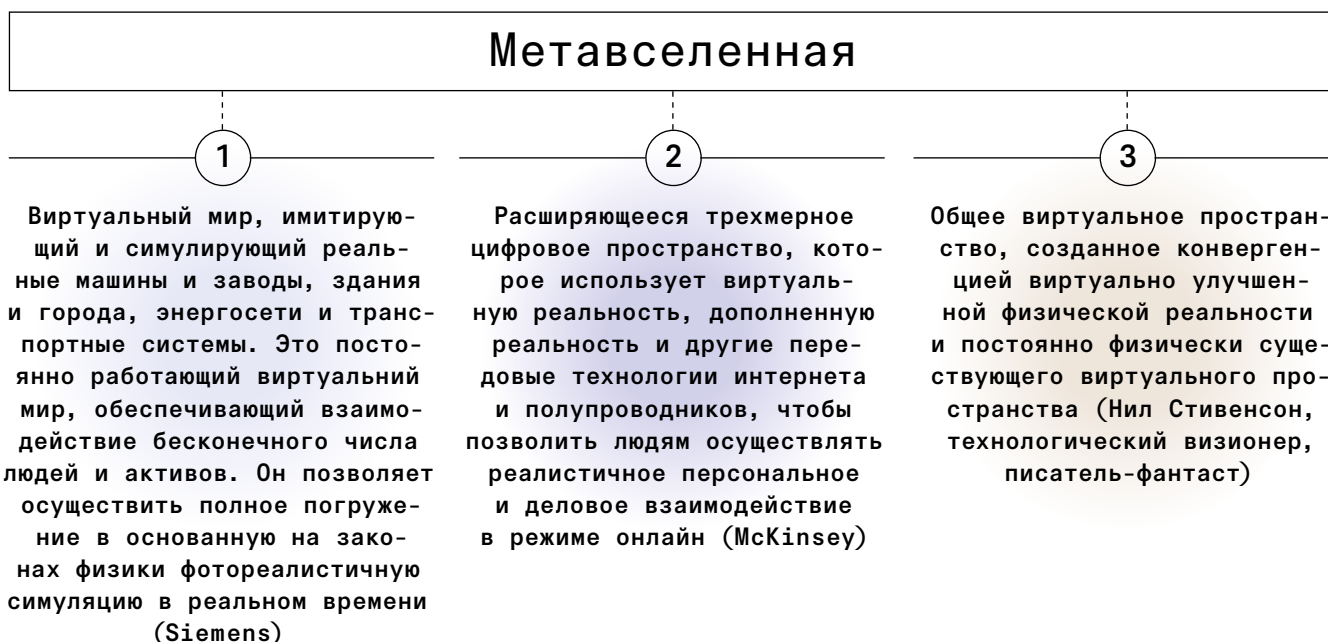 Метавселенная
1
Виртуальный мир, имитирую-
щий и симулирующий реаль-
ные машины и заводы, здания
и города, энергосети и транс-
портные системы. Это посто-
янно работающий виртуальний
мир, обеспечивающий взаимо-
действие бесконечного числа
людей и активов. Он позволяет
осуществить полное погруже-
ние в основанную на зако-
нах физики фотореалистичную
симуляцию в реальном времени
(Siemens)
2
Расширяющееся трехмерное
цифровое пространство, кото-
рое использует виртуаль-
ную реальность, дополненную
реальность и другие пере-
довые технологии интернета
и полупроводников, чтобы
позволить людям осуществлять
реалистичное персональное
и деловое взаимодействие
в режиме онлайн (McKinsey)
3
Общее виртуальное простран-
ство, созданное конверген-
цией виртуально улучшен-
ной физической реальности
и постоянно физически суще-
ствующего виртуального про-
странства (Нил Стивенсон,
технологический визионер,
писатель-фантаст)